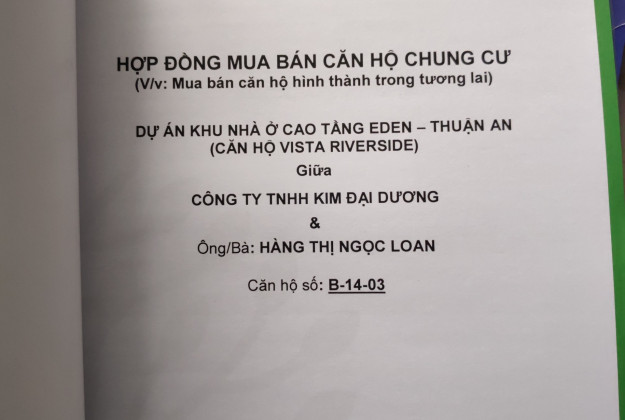 HỢP ĐỒNG MUA BÁN CĂN HỘ CHUNG CƯ
(V/v: Mua bán căn hộ hình thành trong tương lai)
DỰ ÁN KHU NHÀ Ở CAO TẦNG EDEN – THUẬN AN
(CĂN HỘ VISTA RIVERSIDE)
Giữa
CÔNG TY TNHH KIM ĐẠI DƯƠNG
&
Ông/Bà: HÀNG THỊ NGỌC LOAN
Căn hộ số: B-14-03